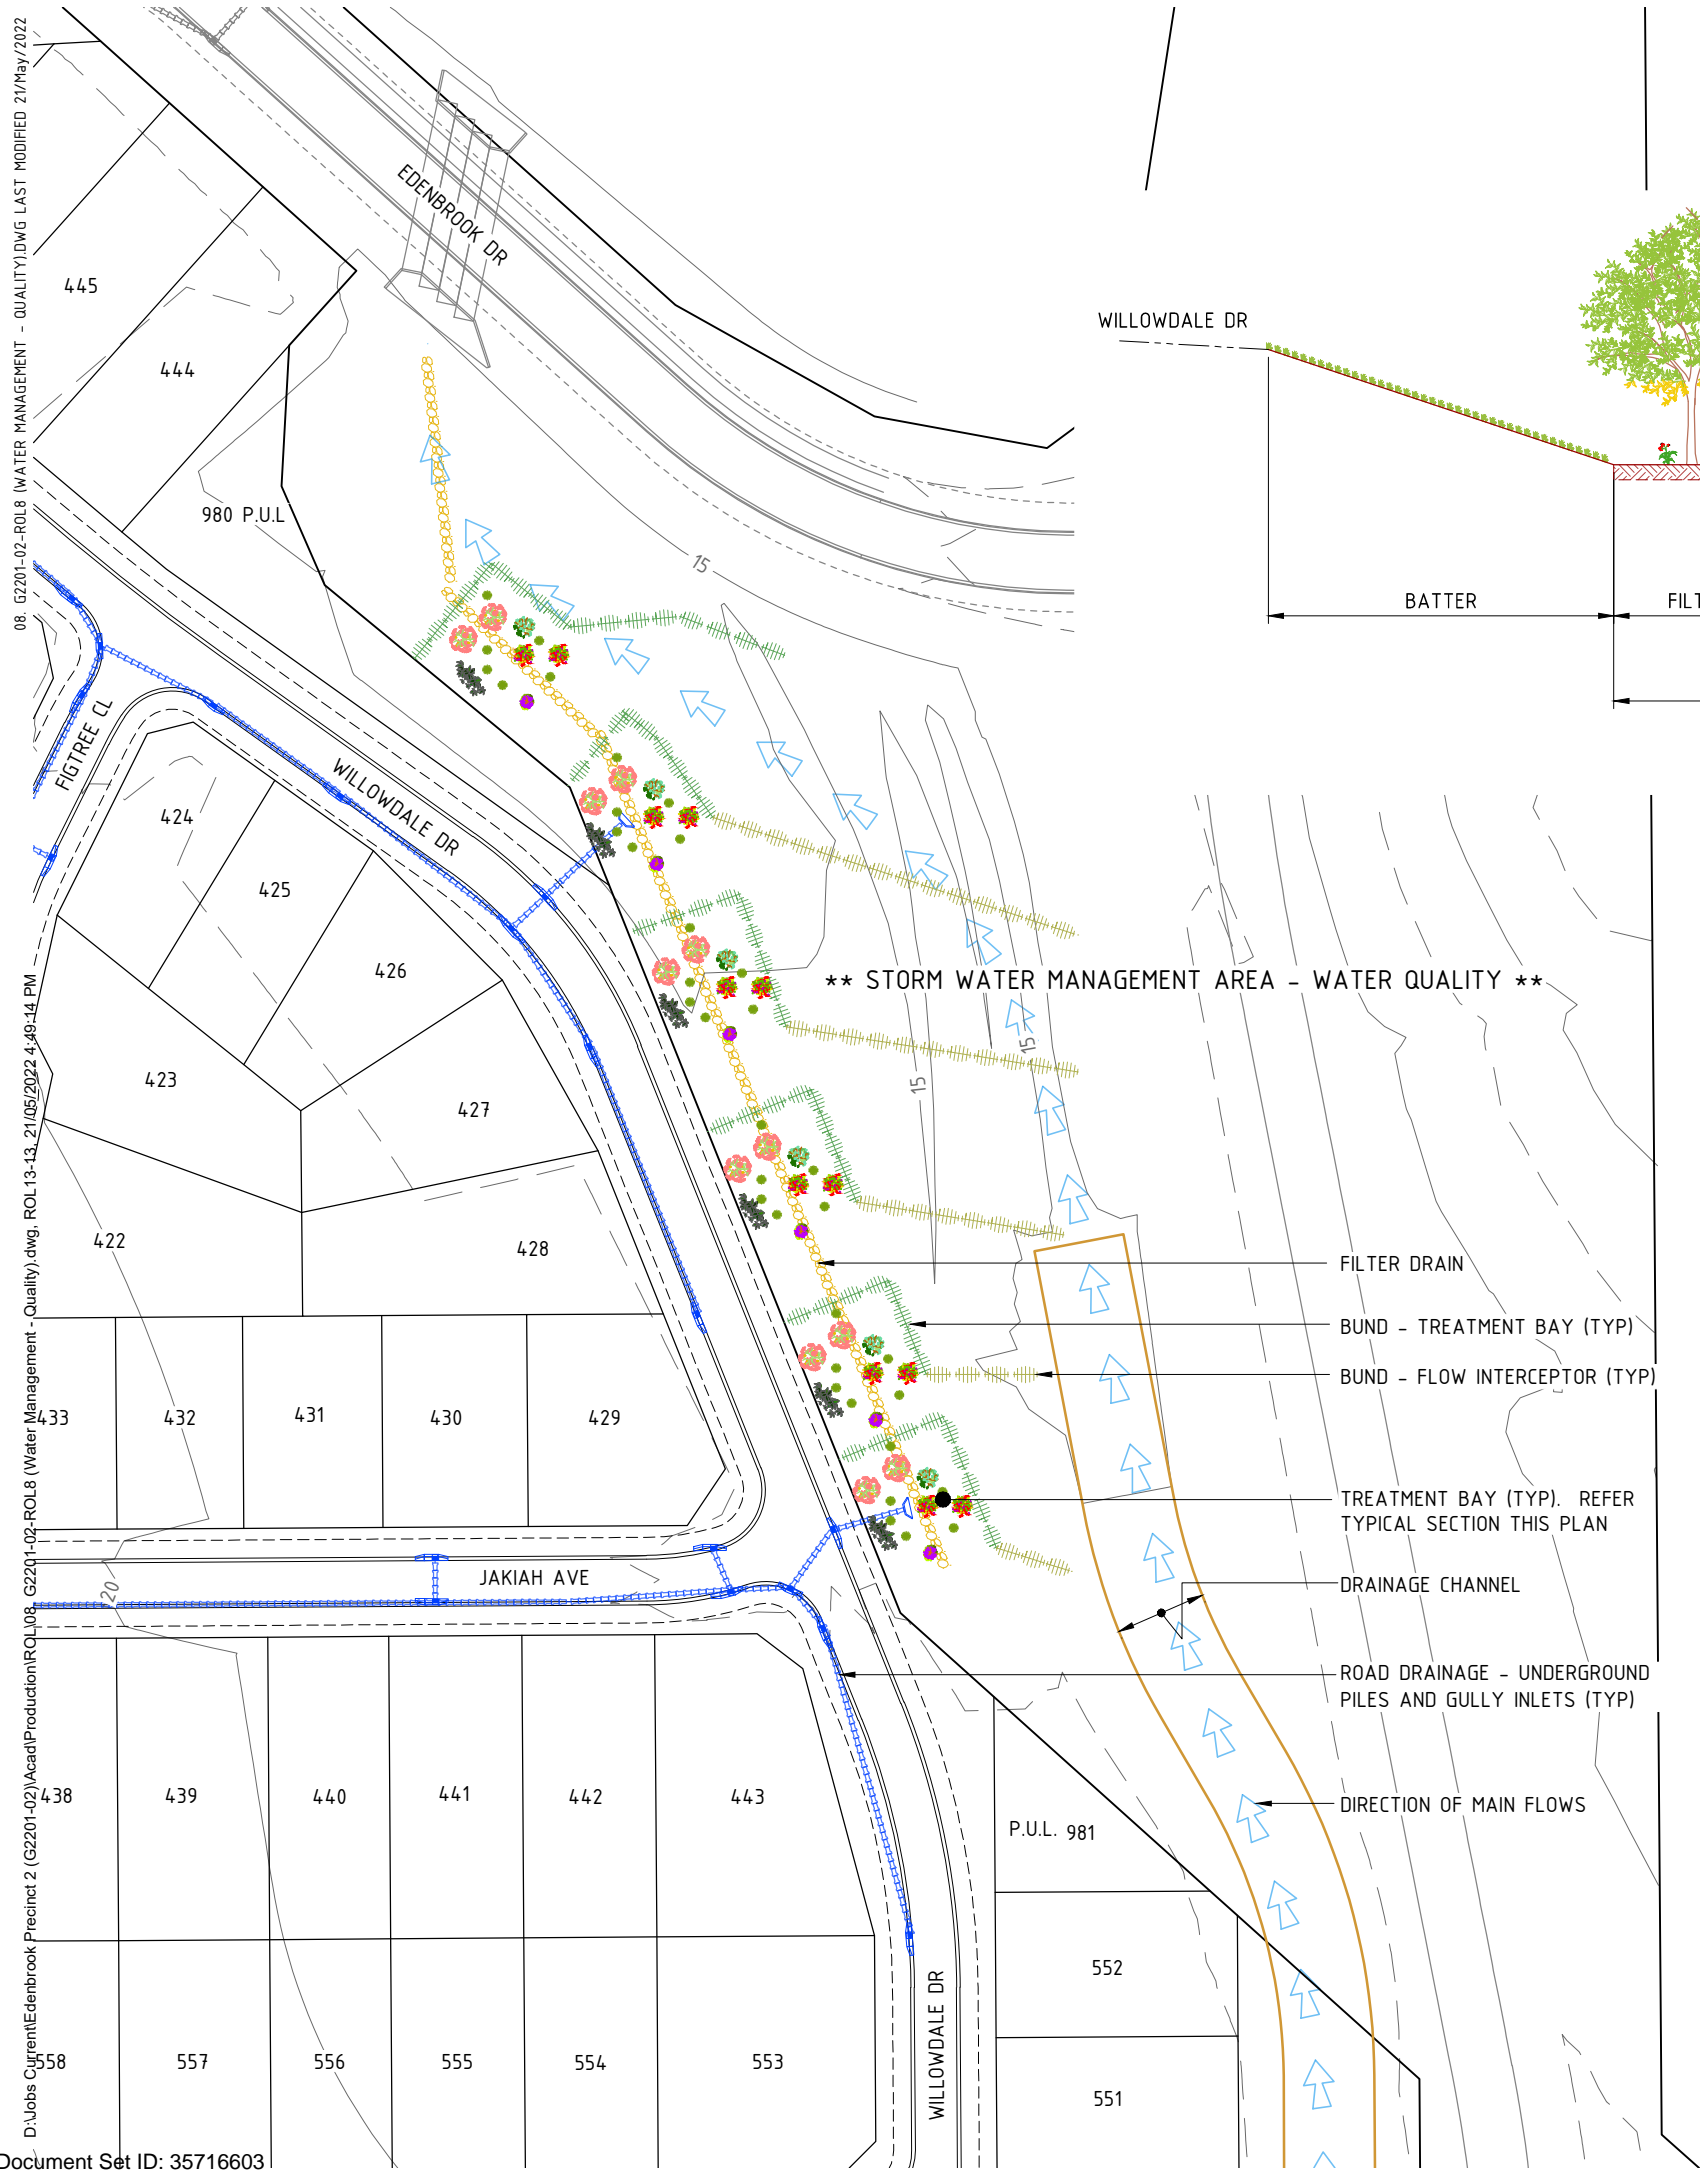 08. G2201-02-ROL8 (WATER MANAGEMENT - QUALITY).DWG LAST MODIFIED 21/May/2022
D:\Jobs Current\Edenbrook Precinct 2 (G2201-02)\Acad\Production\ROL\08. G2201-02-ROL8 (Water Management - Quality).dwg, ROL 13-13, 21/05/2022 4:49:14 PM
EDENBROOK DR
445
444
WILLOWDALE DR
980 P.U.L
15
BATTER
FILT
FIGTREE CL
WILLOWDALE DR
424
425
426
** STORM WATER MANAGEMENT AREA - WATER QUALITY **
15
15
423
427
422
428
FILTER DRAIN
BUND - TREATMENT BAY (TYP)
BUND - FLOW INTERCEPTOR (TYP)
433
432
431
430
429
TREATMENT BAY (TYP). REFER
TYPICAL SECTION THIS PLAN
JAKIAH AVE
20
DRAINAGE CHANNEL
ROAD DRAINAGE - UNDERGROUND
PILES AND GULLY INLETS (TYP)
438
439
440
441
442
443
DIRECTION OF MAIN FLOWS
P.U.L. 981
552
558
557
556
555
554
553
WILLOWDALE DR
551
Document Set ID: 35716603